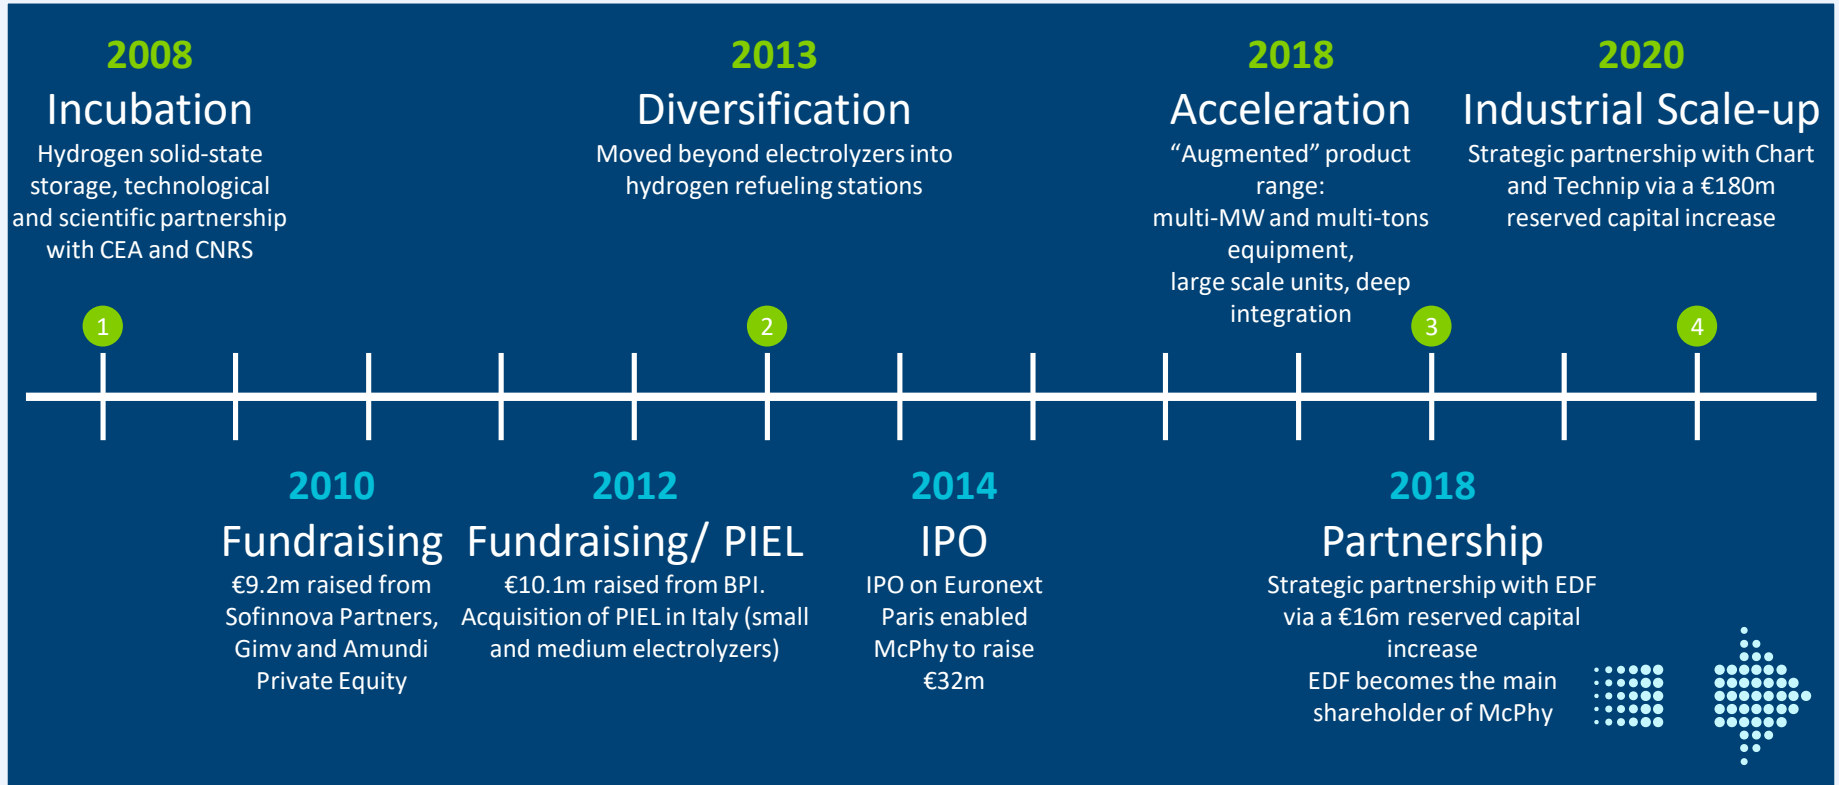 2008
Incubation
Hydrogen solid-state
storage, technological
and scientific partnership
with CEA and CNRS
2013
Diversification
Moved beyond electrolyzers into
hydrogen refueling stations
2018
Acceleration
“Augmented” product
range:
multi-MW and multi-tons
equipment,
large scale units, deep
integration
2020
Industrial Scale-up
Strategic partnership with Chart
and Technip via a €180m
reserved capital increase
1
2
3
4
2010
Fundraising
€9.2m raised from
Sofinnova Partners,
Gimv and Amundi
Private Equity
2012
Fundraising/ PIEL
€10.1m raised from BPI.
Acquisition of PIEL in Italy (small
and medium electrolyzers)
2014
IPO
IPO on Euronext
Paris enabled
McPhy to raise
€32m
2018
Partnership
Strategic partnership with EDF
via a €16m reserved capital
increase
EDF becomes the main
shareholder of McPhy